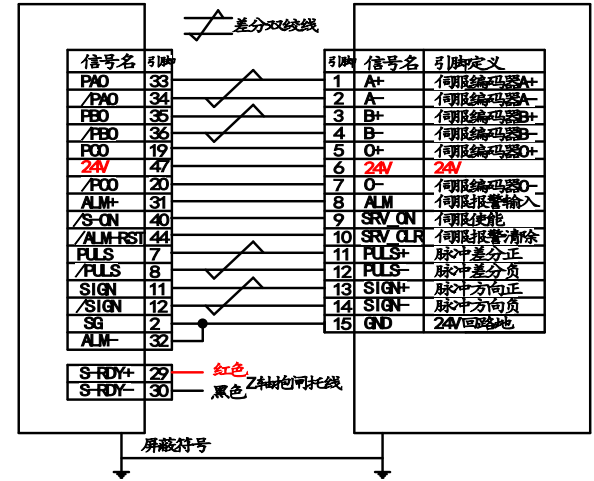 差分双绞线
信号名 引脚 引脚 信号名 引脚定义
PAO 33 1 A+ 伺服编码器A+
/PAO 34 2 A- 伺服编码器A-
PBO 35 3 B+ 伺服编码器B+
/PBO 36 4 B- 伺服编码器B-
PCO 19 5 O+ 伺服编码器O+
24V 47 6 24V 24V
/PCO 20 7 O- 伺服编码器O-
ALM+ 31 8 ALM 伺服报警输入
/S-ON 40 9 SRV_ON 伺服使能
/ALM-RST 44 10 SRV_CLR 伺服报警清除
PULS 7 11 PULS+ 脉冲差分正
/PULS 8 12 PULS- 脉冲差分负
SIGN 11 13 SIGN+ 脉冲方向正
/SIGN 12 14 SIGN- 脉冲方向负
SG 2 15 GND 24V回路地
ALM- 32
S-RDY+ 29 红色
Z轴抱闸托线
S-RDY- 30 黑色
屏蔽符号